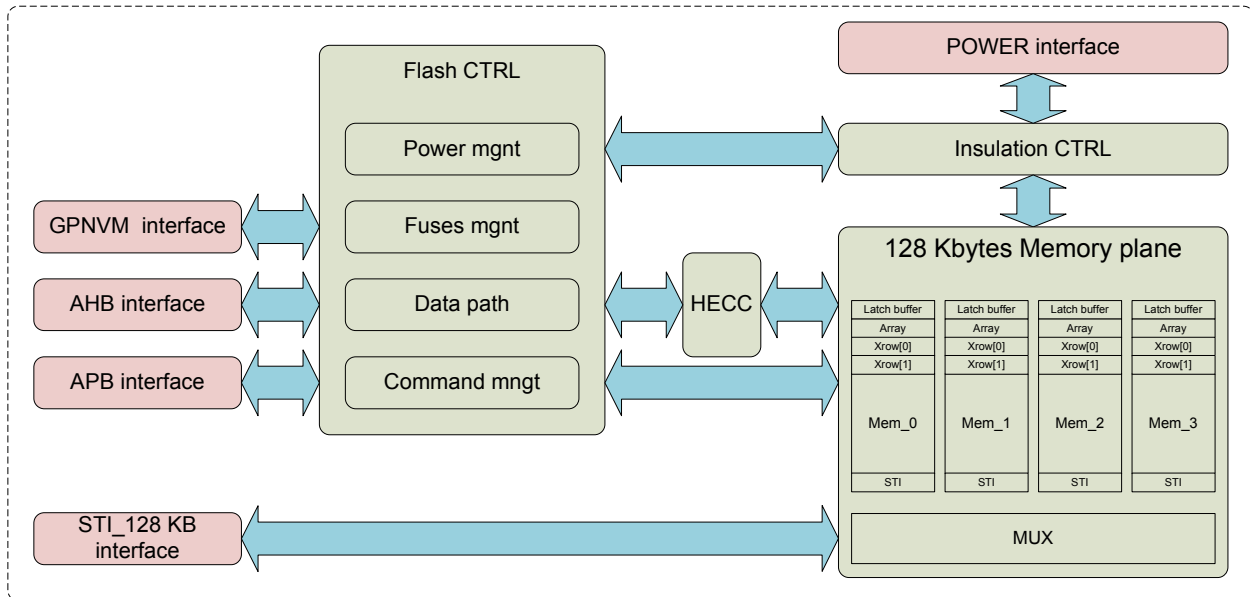 Flash CTRL
Power mgnt
Fuses mgnt
Data path
Command mngt
GPNVM  interface
AHB interface
APB interface
STI_128 KB
interface
HECC
POWER interface
Insulation CTRL
128 Kbytes Memory plane
Latch buffer
Array
Xrow[0]
Xrow[1]
Mem_0
STI
Latch buffer
Array
Xrow[0]
Xrow[1]
Mem_1
STI
Latch buffer
Array
Xrow[0]
Xrow[1]
Mem_2
STI
Latch buffer
Array
Xrow[0]
Xrow[1]
Mem_3
STI
MUX